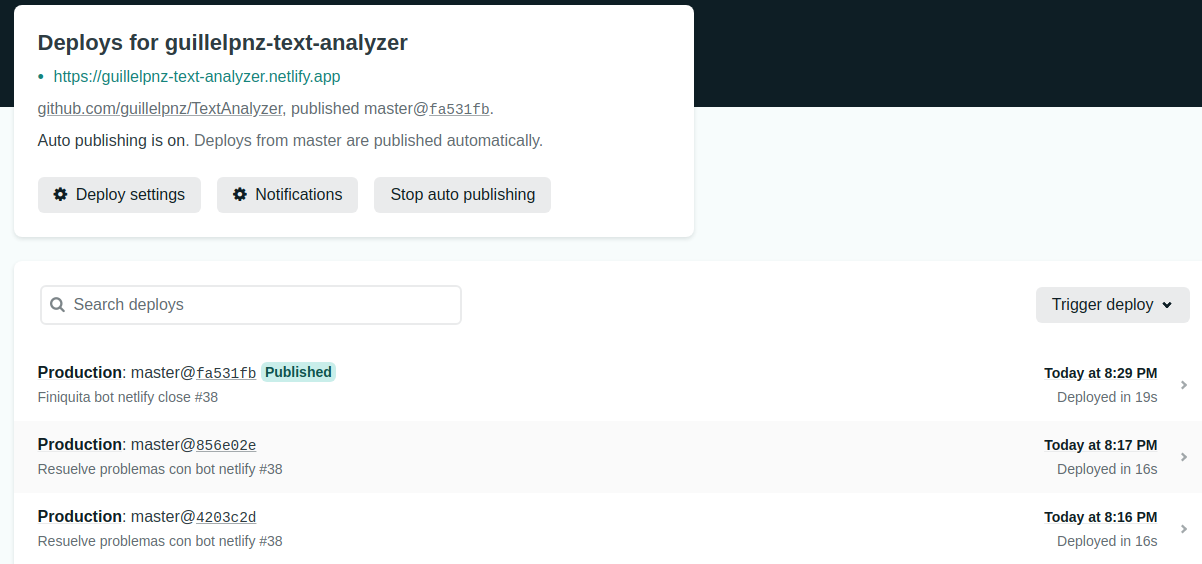 Deploys for guillelpnz-text-analyzer
• https://guillelpnz-text-analyzer.netlify.app
github.com/guillelpnz/TextAnalyzer, published master@fa531fb.
Auto publishing is on. Deploys from master are published automatically.
Deploy settings Notifications Stop auto publishing
Search deploys Trigger deploy
Production: master@fa531fb Published Today at 8:29 PM
Finiquita bot netlify close #38 Deployed in 19s
Production: master@856e02e Today at 8:17 PM
Resuelve problemas con bot netlify #38 Deployed in 16s
Production: master@4203c2d Today at 8:16 PM
Resuelve problemas con bot netlify #38 Deployed in 16s